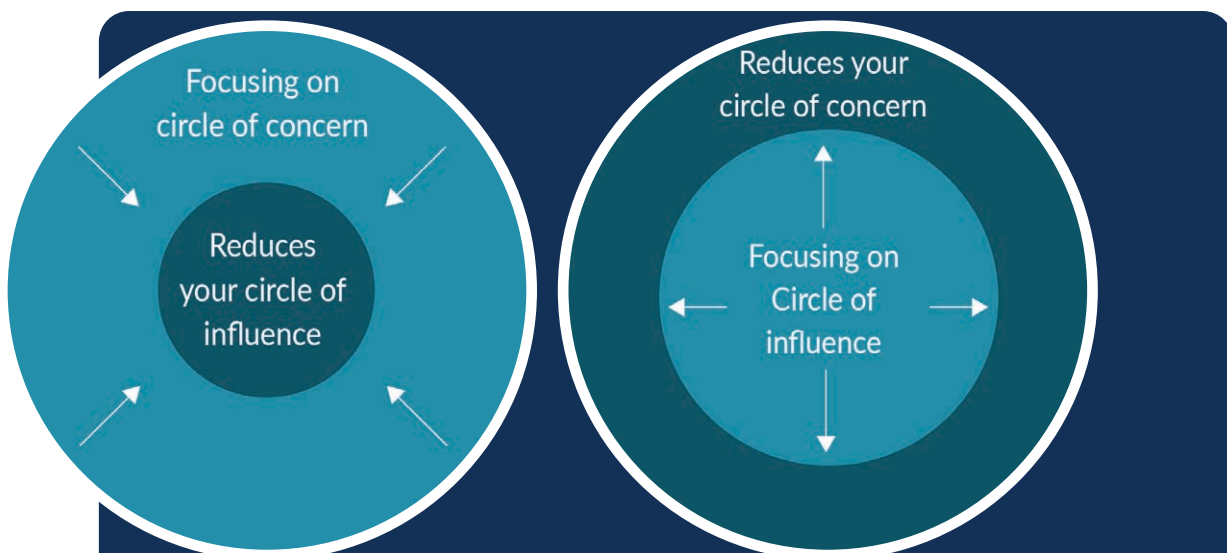 Focusing on
circle of concern
Reduces
your circle of
influence
Reduces your
circle of concern
Focusing on
Circle of
influence